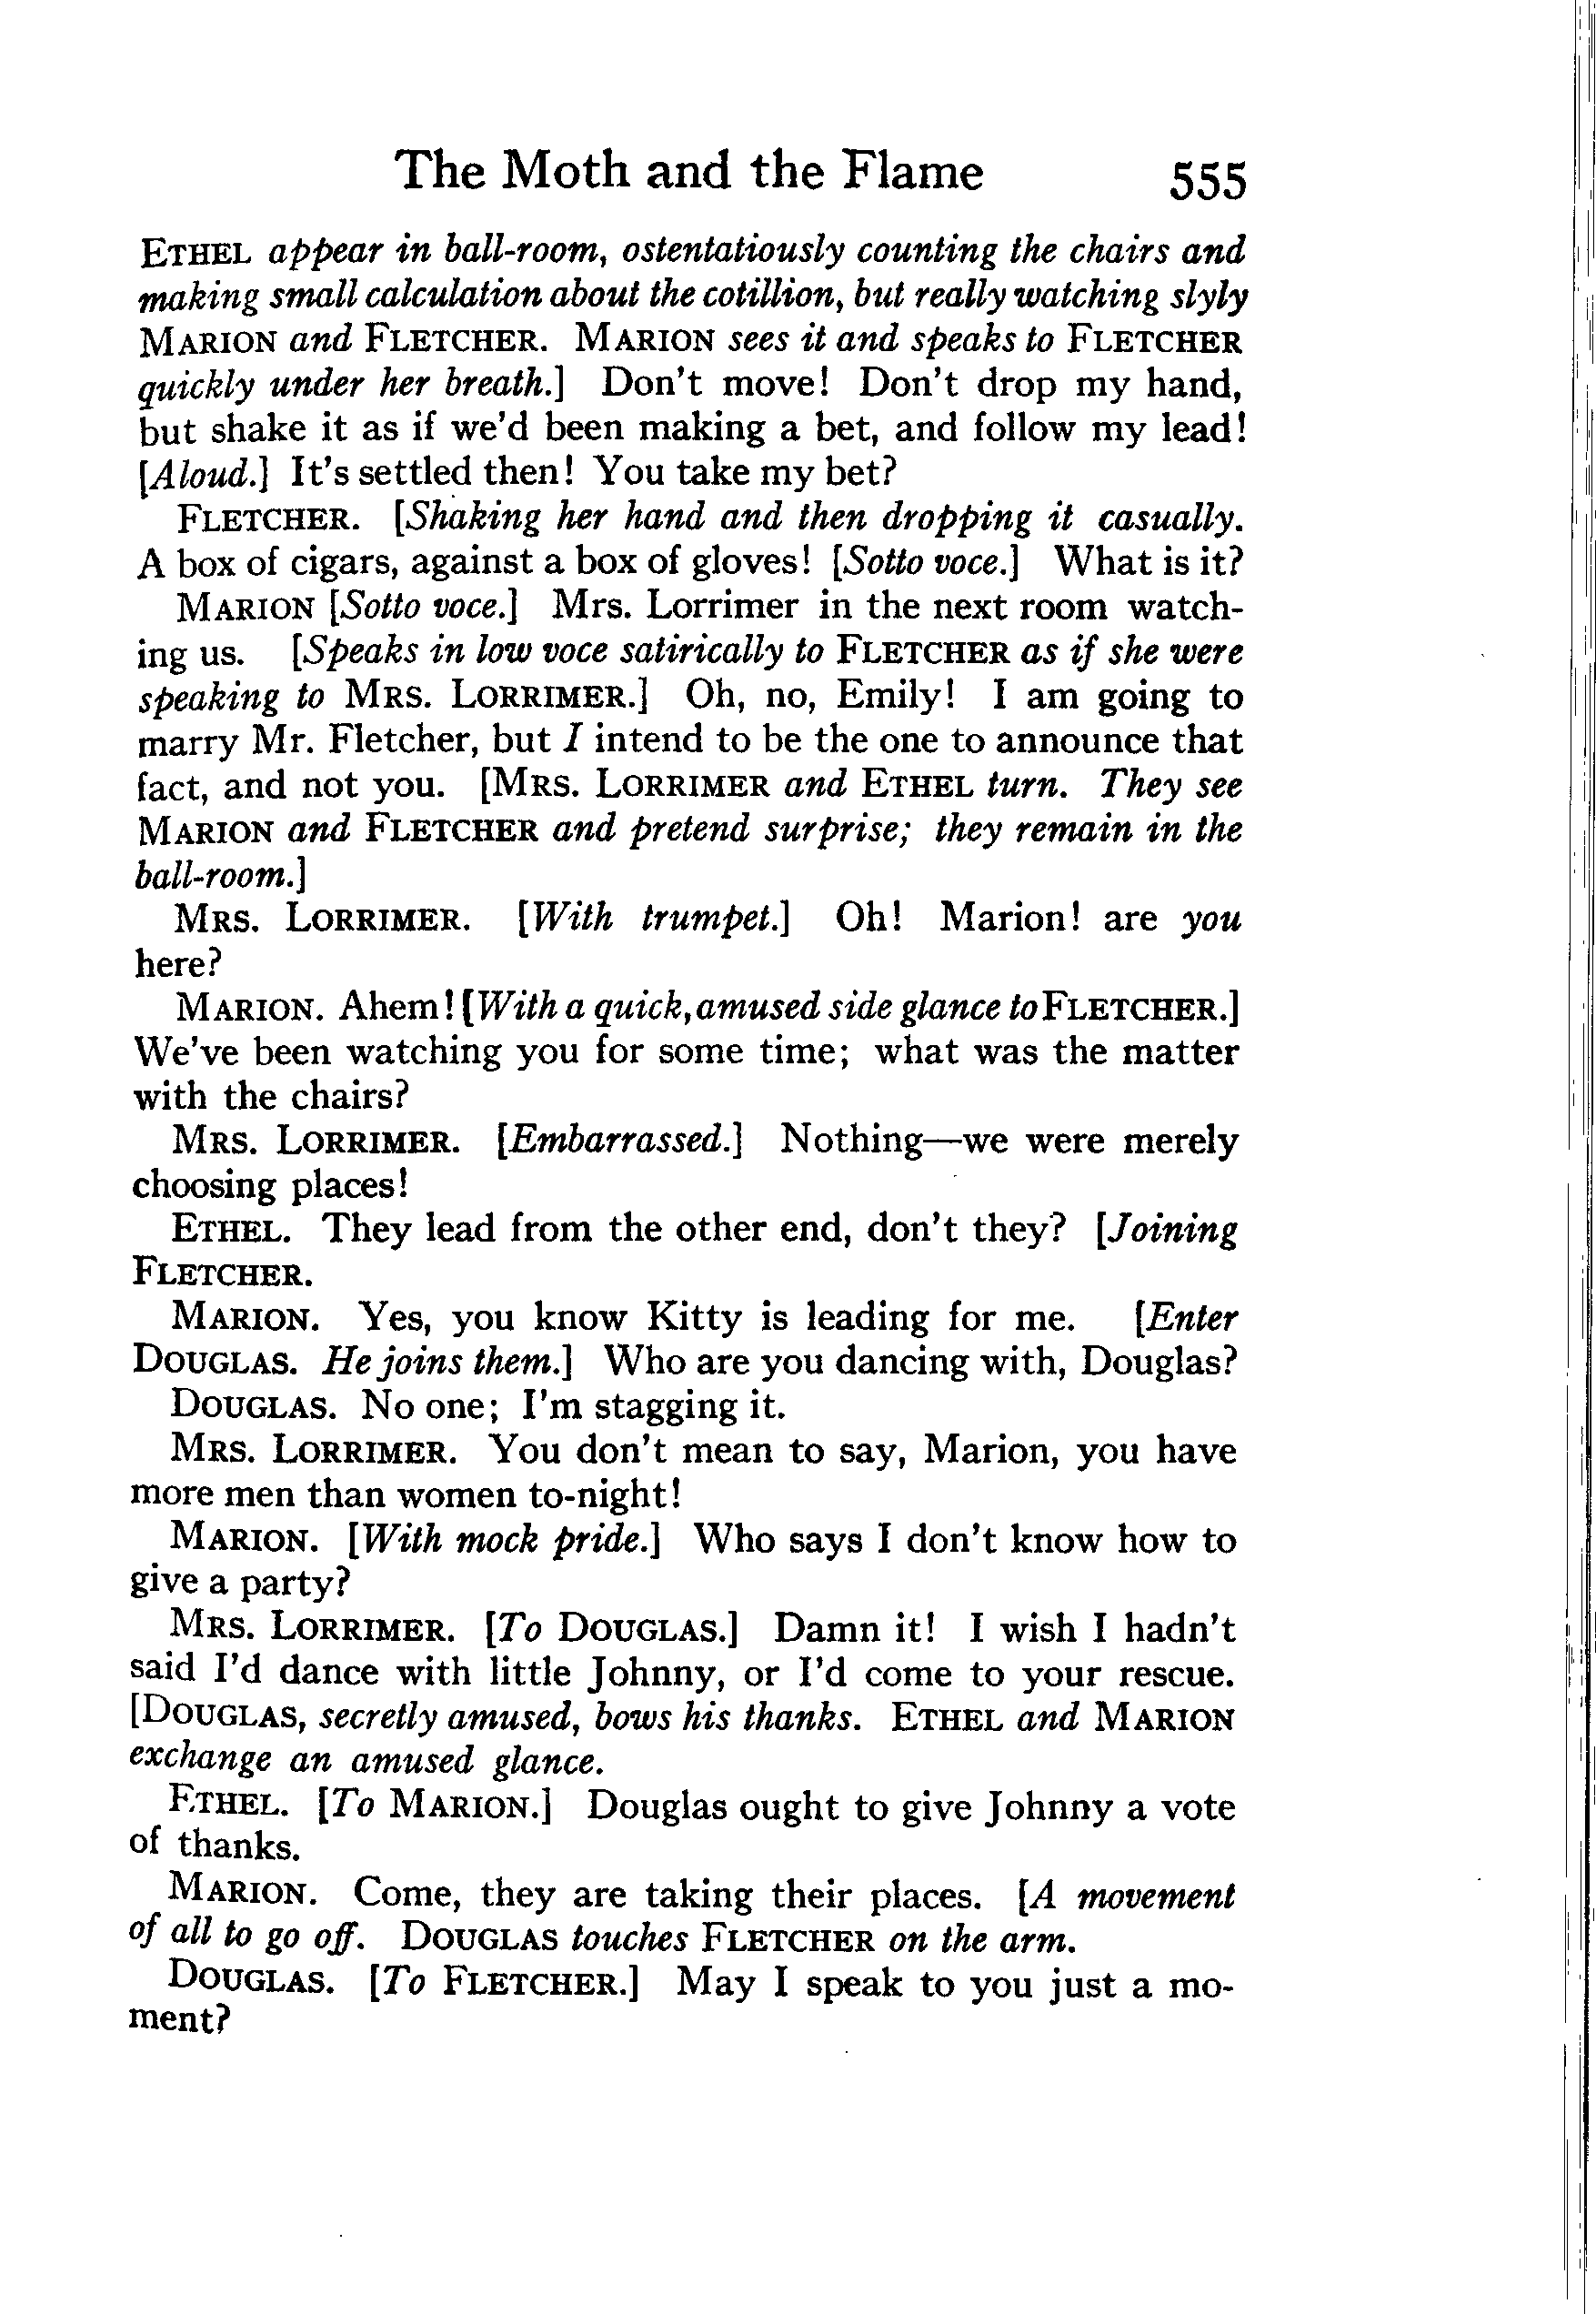 The Moth and the Flame 555
ETHEL appear in ball-room, ostentatiously counting the chairs and
making small calculation about the cotillion, but really watching slyly
MARION and FLETCHER. MARION sees it and speaks to FLETCHER
quickly under her breath.] Don't move! Don't drop my hand,
but shake it as if we'd been making a bet, and follow my lead!
[Aloud.] It's settled then! You take my bet?
FLETCHER. [Shaking her hand and then dropping it casually.
A box of cigars, against a box of gloves! [Sotto voce.] What is it?
MARION [Sotto voce.] Mrs. Lorrimer in the next room watch-
ing us. [Speaks in low voce satirically to FLETCHER as if she were
speaking to MRS. LORRIMER.] Oh, no, Emily! I am going to
marry Mr. Fletcher, but I intend to be the one to announce that
fact, and not you. [MRS. LORRIMER and ETHEL turn. They see
MARION and FLETCHER and pretend surprise; they remain in the
ball-room.]
MRS. LORRIMER. [With trumpet.] Oh! Marion! are you
here?
MARION. Ahem! [With a quick, amused side glance to FLETCHER.]
We've been watching you for some time; what was the matter
with the chairs?
MRS. LORRIMER. [Embarrassed.] Nothing—we were merely
choosing places!
ETHEL. They lead from the other end, don't they? [Joining
FLETCHER.
MARION. Yes, you know Kitty is leading for me. [Enter
DOUGLAS. He joins them.] Who are you dancing with, Douglas?
DOUGLAS. No one; I'm stagging it.
MRS. LORRIMER. You don't mean to say, Marion, you have
more men than women to-night!
MARION. [With mock pride.] Who says I don't know how to
give a party?
MRS. LORRIMER. [To DOUGLAS.] Damn it! I wish I hadn't
said I'd dance with little Johnny, or I'd come to your rescue.
[DOUGLAS, secretly amused, bows his thanks. ETHEL and MARION
exchange an amused glance.
ETHEL. [To MARION.] Douglas ought to give Johnny a vote
of thanks.
MARION. Come, they are taking their places. [A movement
of all to go off. DOUGLAS touches FLETCHER on the arm.
DOUGLAS. [To FLETCHER.] May I speak to you just a mo-
ment?